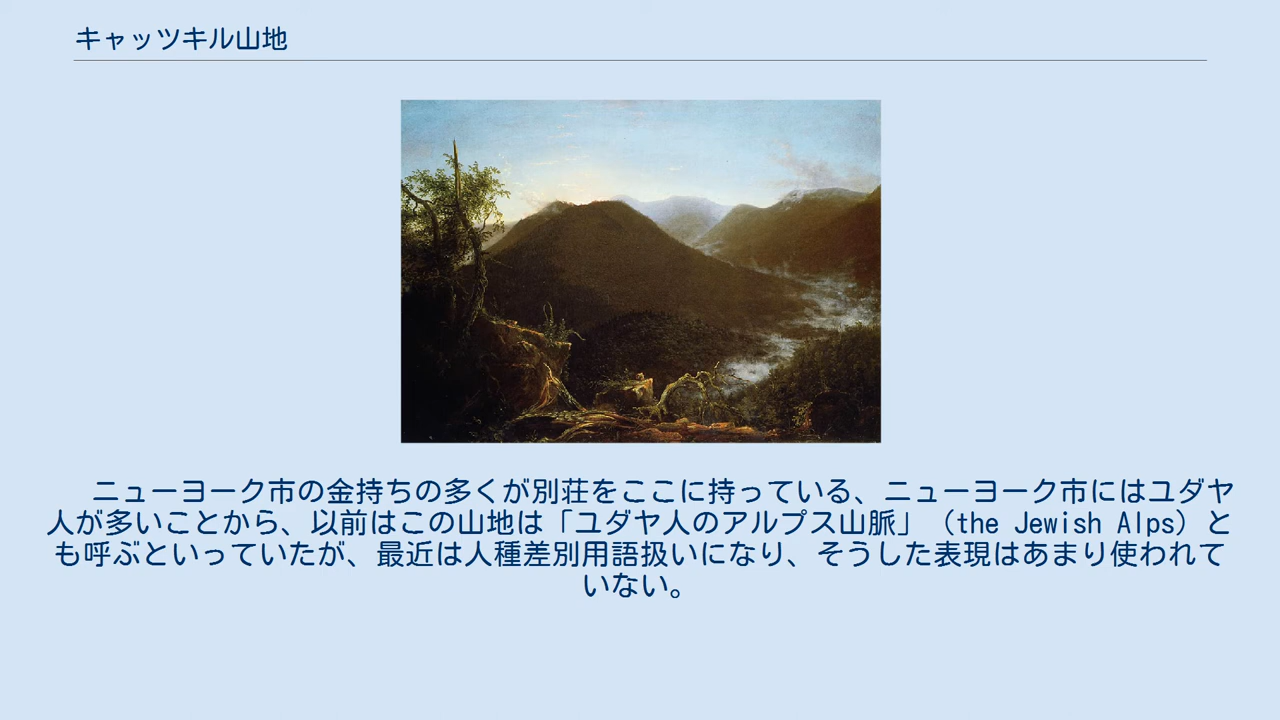 キャッツキル山地
ニューヨーク市の金持ちの多くが別荘をここに持っている、ニューヨーク市にはユダヤ
人が多いことから、以前はこの山地は「ユダヤ人のアルプス山脈」（the Jewish Alps）と
も呼ぶといっていたが、最近は人種差別用語扱いになり、そうした表現はあまり使われて
いない。